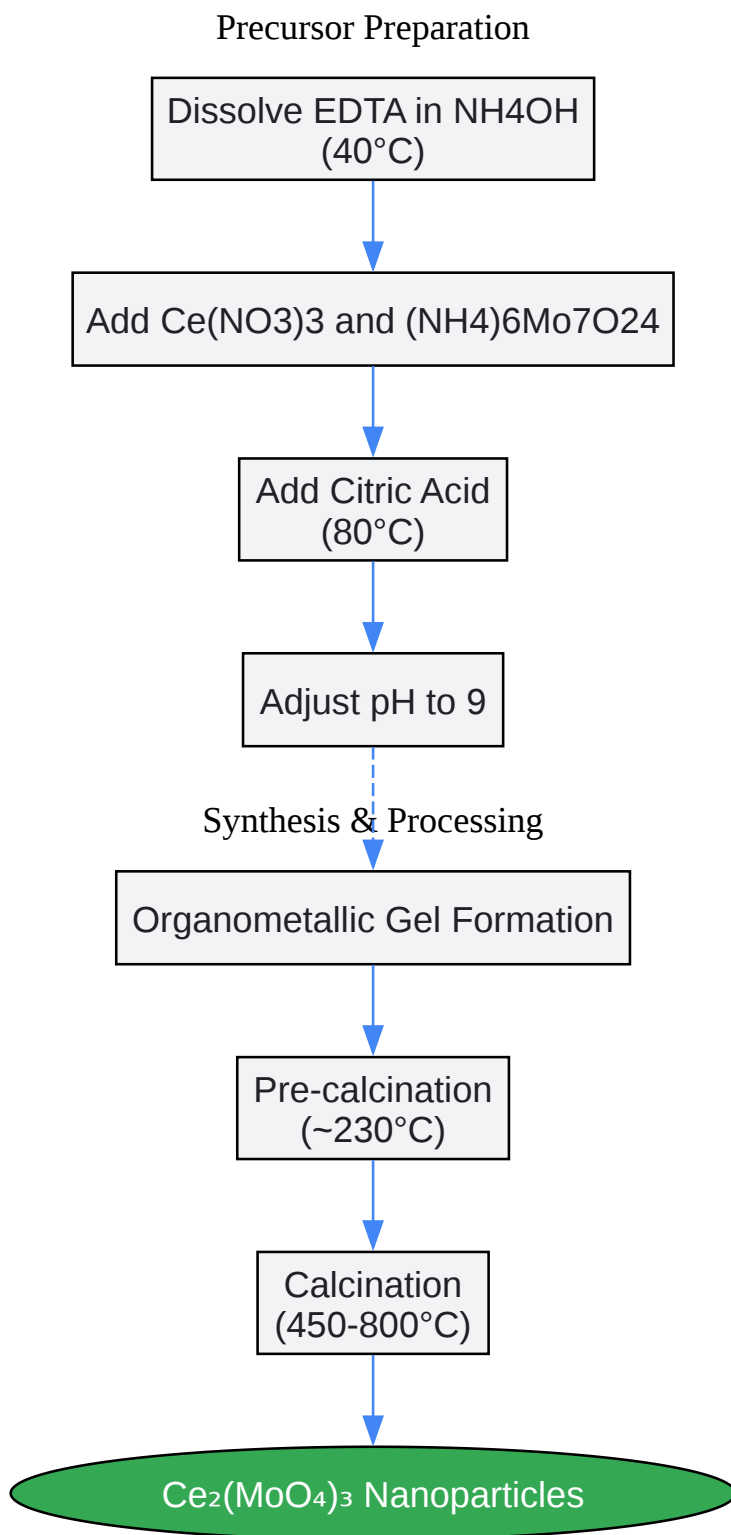 Precursor Preparation
Dissolve EDTA in NH4OH
(40°C)
Add Ce(NO3)3 and (NH4)6Mo7O24
Add Citric Acid
(80°C)
Adjust pH to 9
Synthesis & Processing
Organometallic Gel Formation
Pre-calcination
(~230°C)
Calcination
(450-800°C)
Ce₂(MoO₄)₃ Nanoparticles